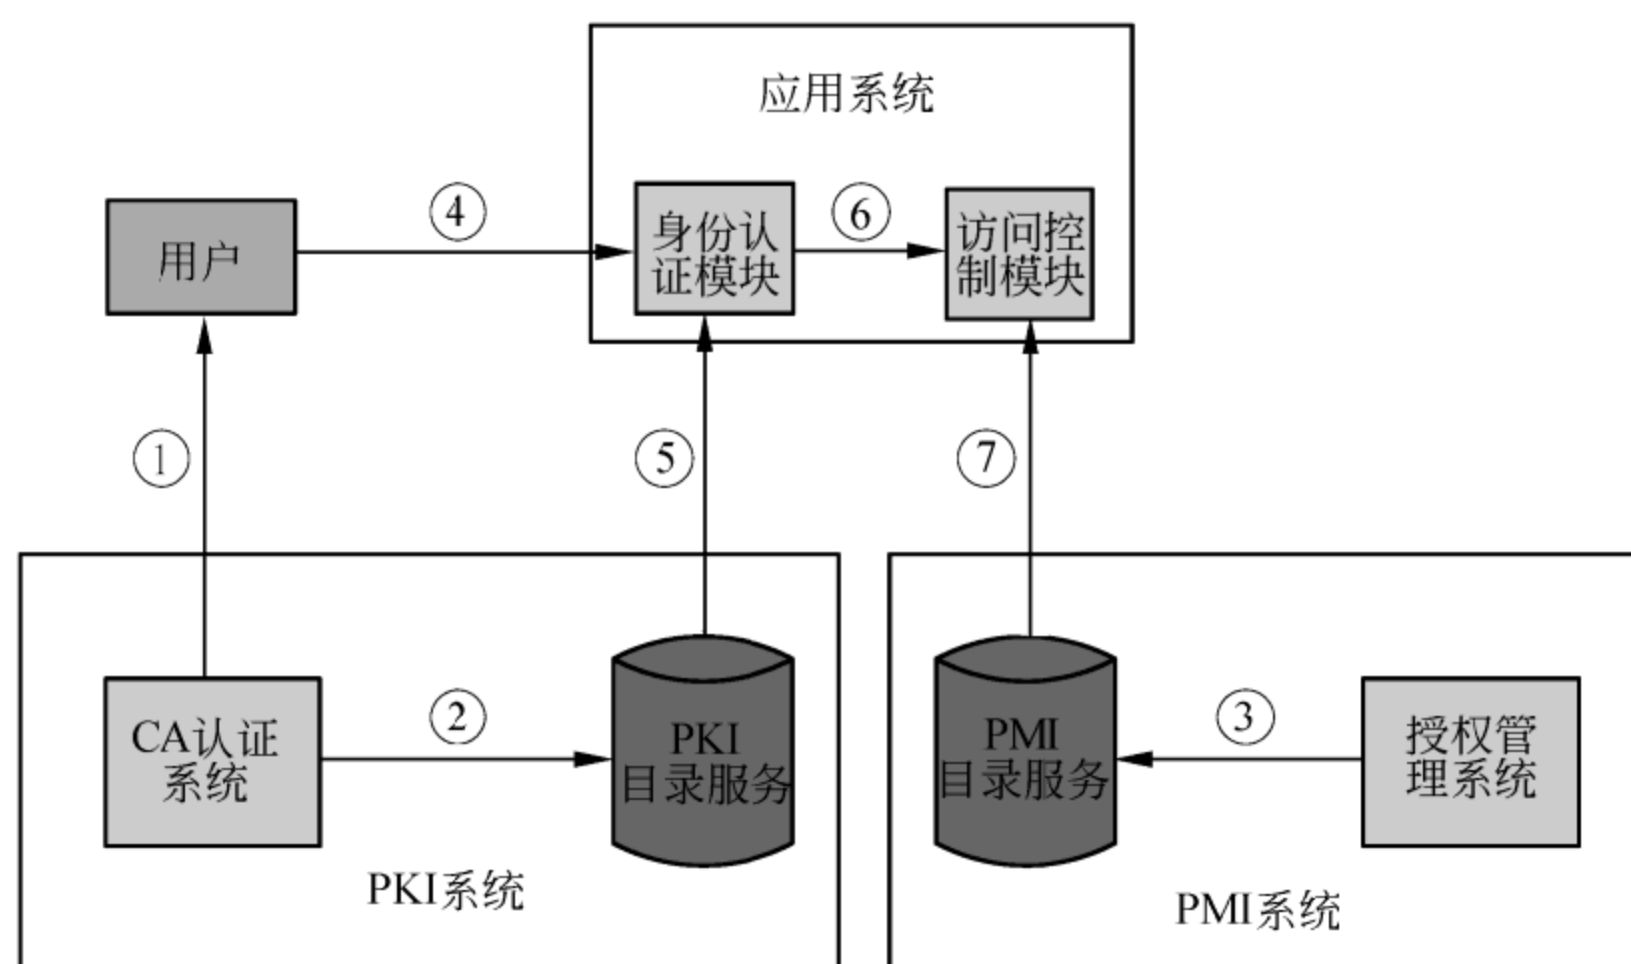 应用系统
④
⑥
用户
身份认
证模块
访问控
制模块
①
⑤
⑦
CA认证
系统
②
PKI
目录服务
PMI
目录服务
③
授权管
理系统
PKI系统
PMI系统